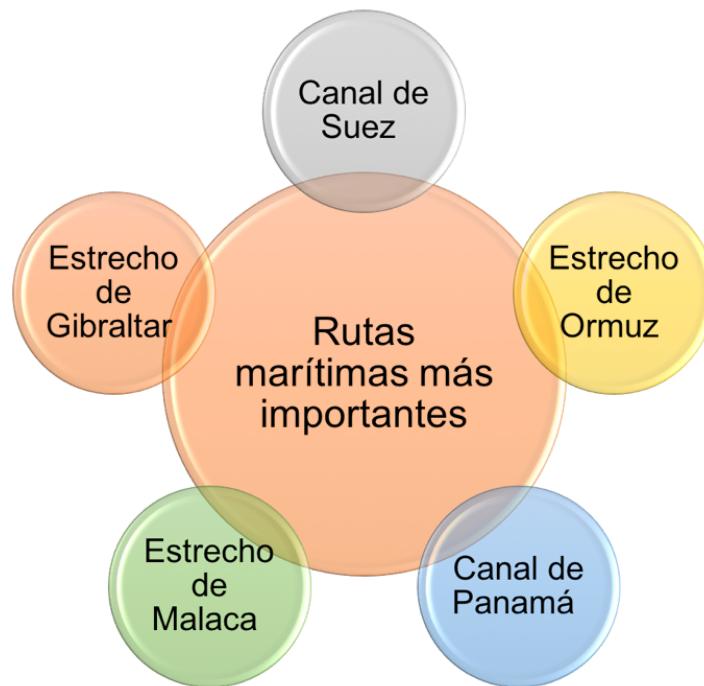 Canal de
Suez
Estrecho
de
Gibraltar
Estrecho
de
Ormuz
Rutas
marítimas más
importantes
Estrecho
de
Malaca
Canal de
Panamá